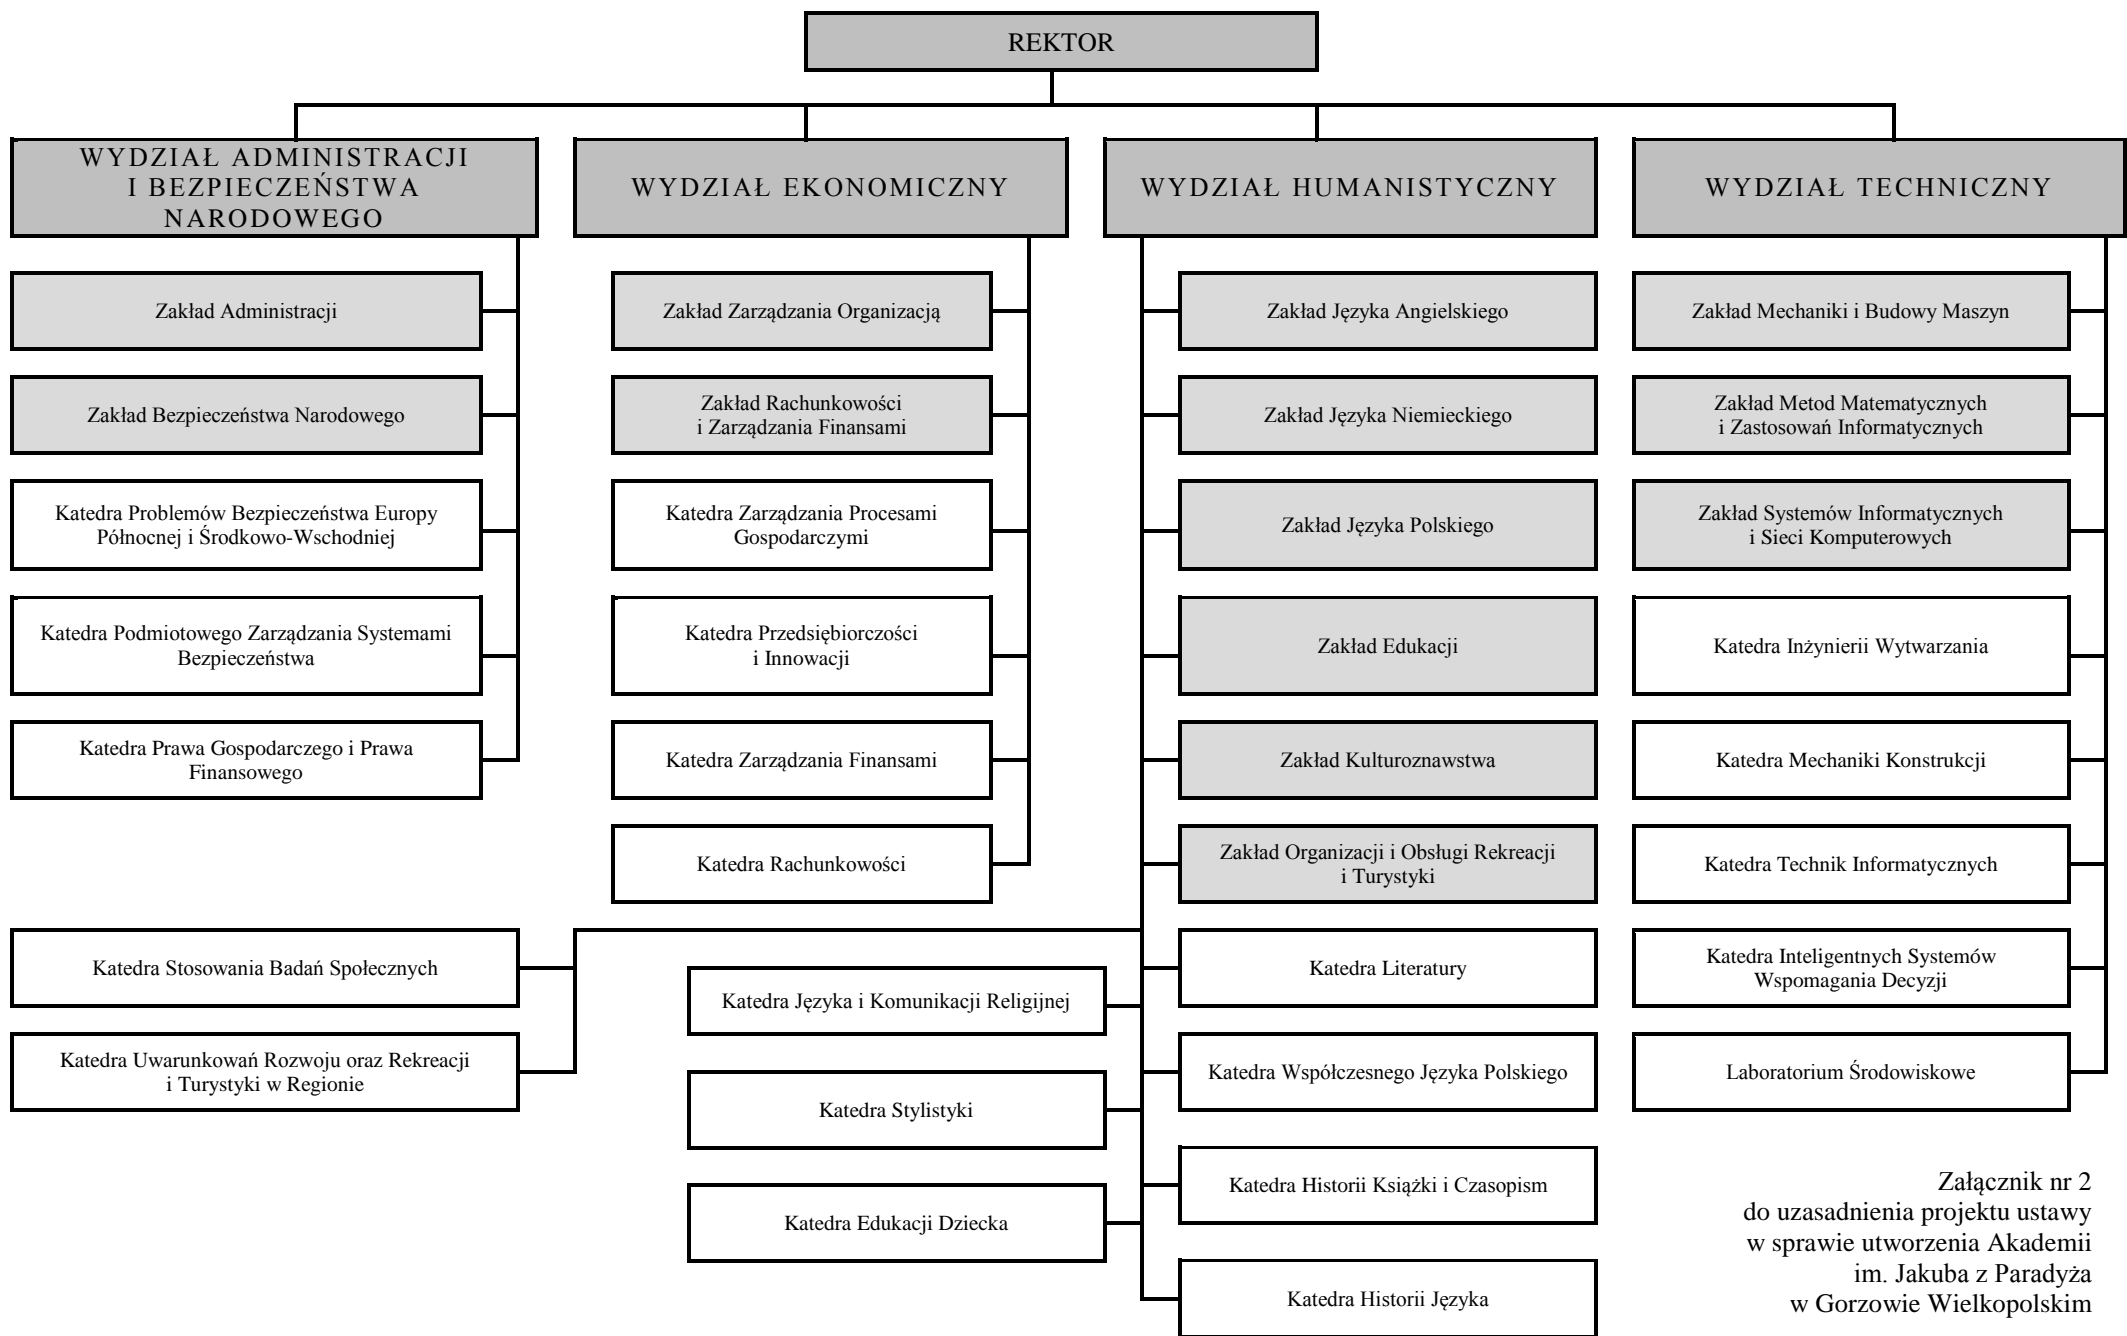 REKTOR
WYDZIAŁ ADMINISTRACJI
I BEZPIECZEŃSTWA
NARODOWEGO
WYDZIAŁ EKONOMICZNY
WYDZIAŁ HUMANISTYCZNY
WYDZIAŁ TECHNICZNY
Zakład Administracji
Zakład Bezpieczeństwa Narodowego
Katedra Problemów Bezpieczeństwa Europy
Północnej i Środkowo-Wschodniej
Katedra Podmiotowego Zarządzania Systemami
Bezpieczeństwa
Katedra Prawa Gospodarczego i Prawa
Finansowego
Zakład Zarządzania Organizacją
Zakład Rachunkowości
i Zarządzania Finansami
Katedra Zarządzania Procesami
Gospodarczymi
Katedra Przedsiębiorczości
i Innowacji
Katedra Zarządzania Finansami
Katedra Rachunkowości
Zakład Języka Angielskiego
Zakład Języka Niemieckiego
Zakład Języka Polskiego
Zakład Edukacji
Zakład Kulturoznawstwa
Zakład Organizacji i Obsługi Rekreacji
i Turystyki
Katedra Stosowania Badań Społecznych
Katedra Uwarunkowań Rozwoju oraz Rekreacji
i Turystyki w Regionie
Katedra Języka i Komunikacji Religijnej
Katedra Stylistyki
Katedra Edukacji Dziecka
Katedra Literatury
Katedra Współczesnego Języka Polskiego
Katedra Historii Książki i Czasopism
Katedra Historii Języka
Zakład Mechaniki i Budowy Maszyn
Zakład Metod Matematycznych
i Zastosowań Informatycznych
Zakład Systemów Informatycznych
i Sieci Komputerowych
Katedra Inżynierii Wytwarzania
Katedra Mechaniki Konstrukcji
Katedra Technik Informatycznych
Katedra Inteligentnych Systemów
Wspomagania Decyzji
Laboratorium Środowiskowe
Załącznik nr 2
do uzasadnienia projektu ustawy
w sprawie utworzenia Akademii
im. Jakuba z Paradyża
w Gorzowie Wielkopolskim